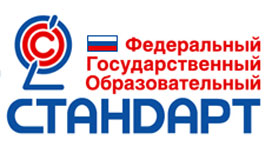 Федеральный
Государственный
Образовательный
СТАНДАРТ